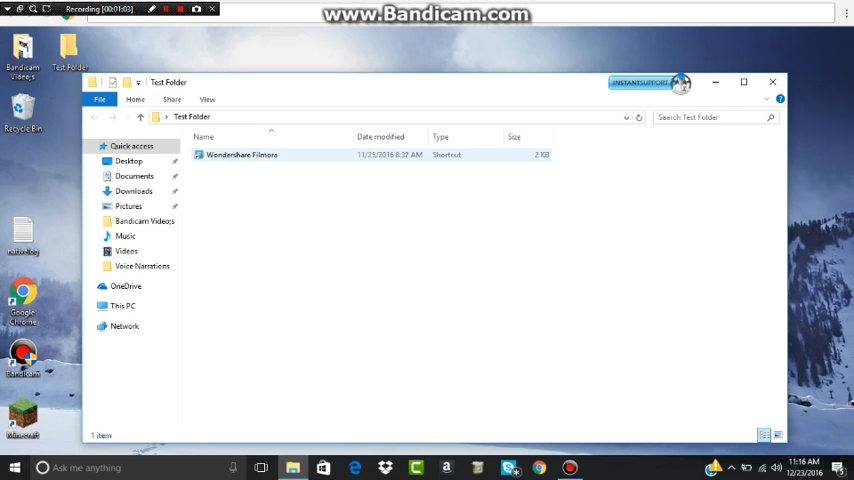 Recording [00:01:03]
www.Bandicam.com
Bandicam
Test Folder
Recycle Bin
nativelog
Google
Chrome
Bandicam
Minecraft
Test Folder
INSTANTSUPPORT
File Home Share View
Test Folder
Search Test Folder
Name Date modified Type Size
Wondershare Filmora 11/25/2016 8:32 AM Shortcut 2 KB
Quick access
Desktop
Documents
Downloads
Pictures
Bandicam Video;s
Music
Videos
Voice Narrations
OneDrive
This PC
Network
1 item
Ask me anything
11:16 AM
12/23/2016